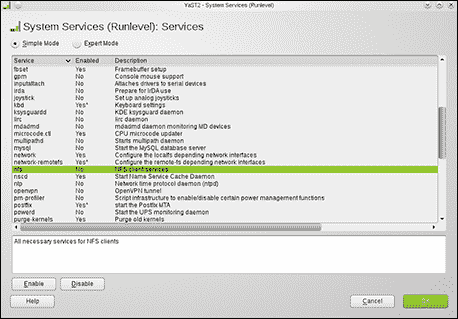 YaST2 - System Services (Runlevel)
System Services (Runlevel): Services
Simple Mode Expert Mode
Service Enabled Description
fbset Yes Framebuffer setup
gpm No Console mouse support
inputattach No Attaches drivers to serial devices
irda No Prepare for IrDA use
joystick No Set up analog joysticks
kbd Yes* Keyboard settings
ksysguardd No KDE ksysguard daemon
lirc No lirc daemon
mdadmd No mdadmd daemon monitoring MD devices
microcode.ctl Yes CPU microcode updater
multipathd No Starts multipath daemon
mysql No Start the MySQL database server
network Yes Configure the localfs depending network interfaces
network-remotefs Yes* Configure the remote-fs depending network interfaces
nfs No NFS client services
nscd Yes Start Name Service Cache Daemon
ntp No Network time protocol daemon (ntpd)
openvpn No OpenVPN tunnel
pm-profiler No Script infrastructure to enable/disable certain power management functions
postfix Yes* start the Postfix MTA
powerd No Start the UPS monitoring daemon
purge-kernels Yes Purge old kernels
All necessary services for NFS clients
Enable Disable
Help Cancel